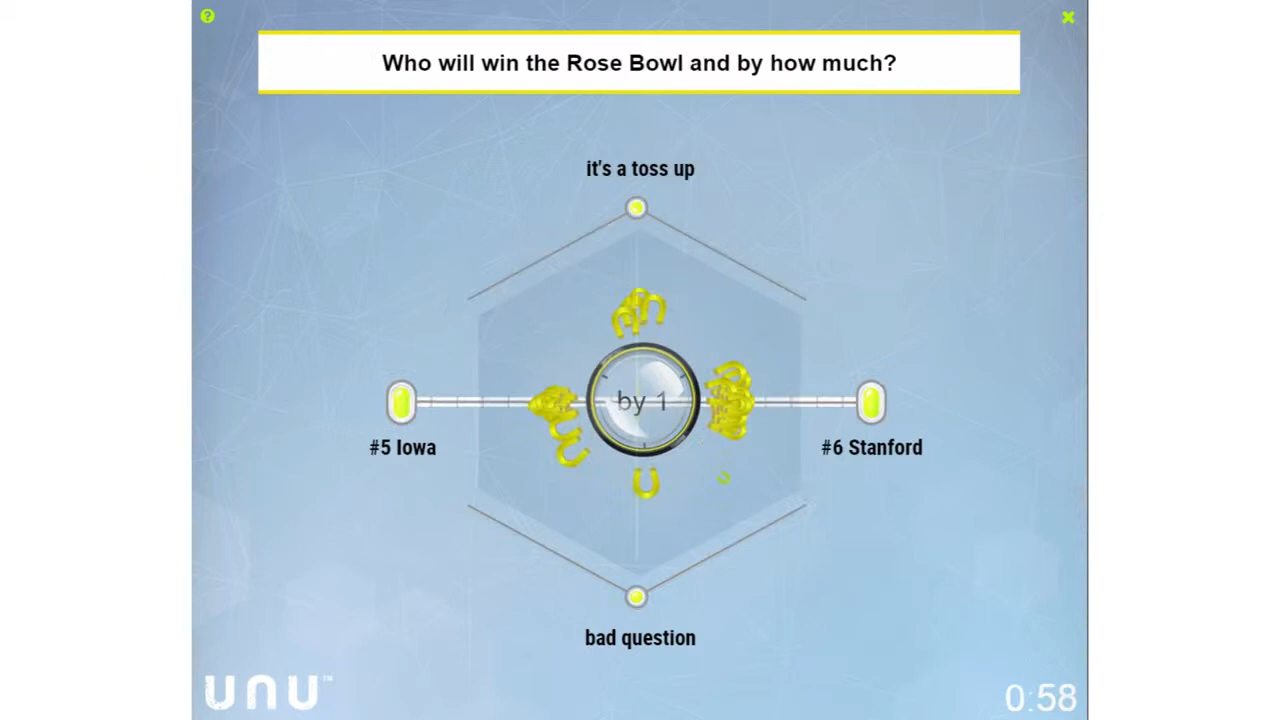 ?
Who will win the Rose Bowl and by how much?
it's a toss up
by 1
#5 Iowa
#6 Stanford
bad question
UNU™
0:58